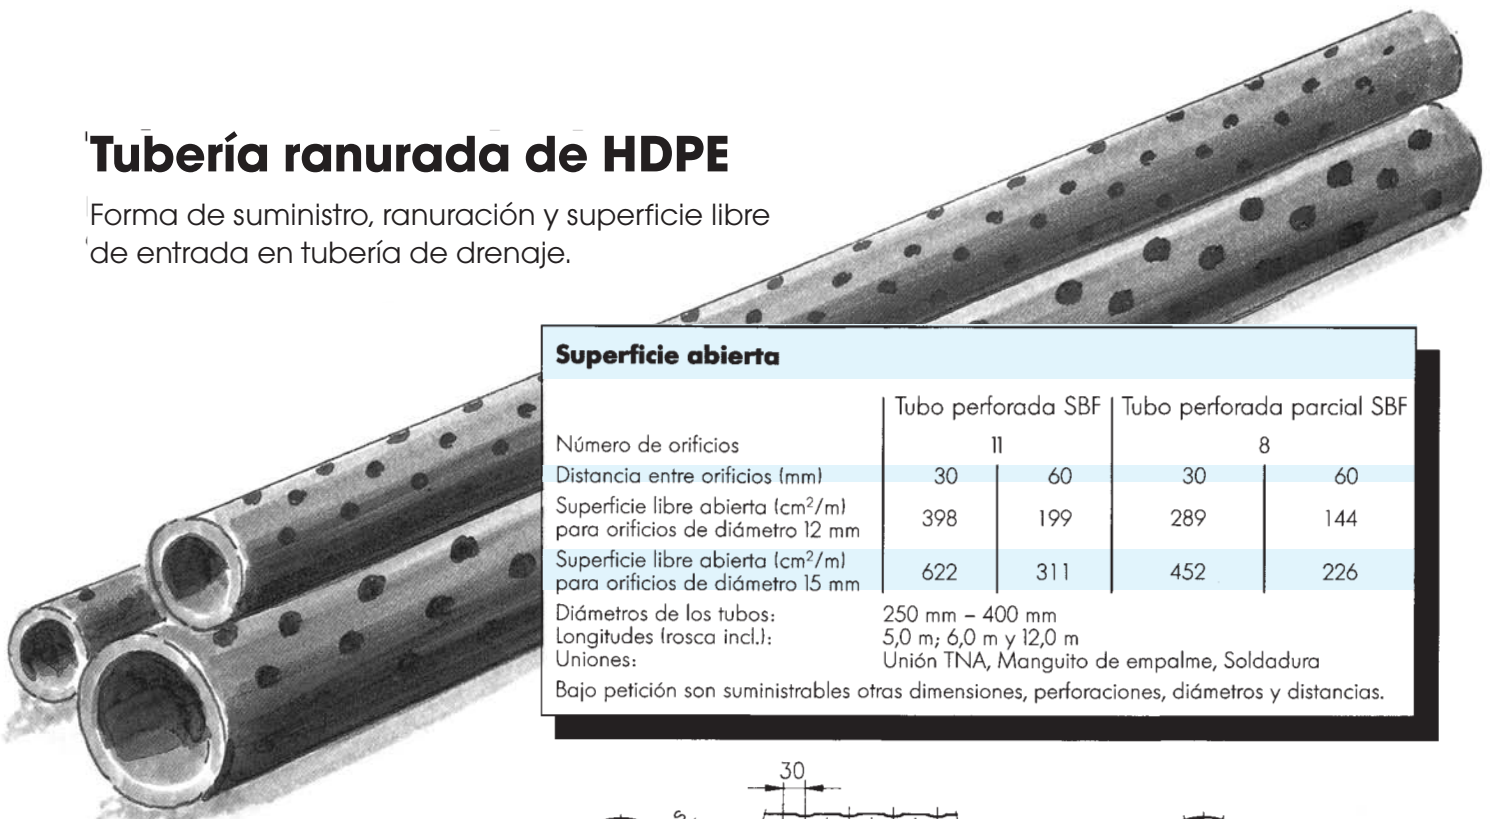 Tubería ranurada de HDPE
Forma de suministro, ranuración y superficie libre
de entrada en tubería de drenaje.
Superficie abierta
Tubo perforada SBF Tubo perforada parcial SBF
Número de orificios 11 8
Distancia entre orificios (mm) 30 60 30 60
Superficie libre abierta (cm²/m)
para orificios de diámetro 12 mm 398 199 289 144
Superficie libre abierta (cm²/m)
para orificios de diámetro 15 mm 622 311 452 226
Diámetros de los tubos: 250 mm – 400 mm
Longitudes (rosca incl.): 5,0 m; 6,0 m y 12,0 m
Uniones: Unión TNA, Manguito de empalme, Soldadura
Bajo petición son suministrables otras dimensiones, perforaciones, diámetros y distancias.
30